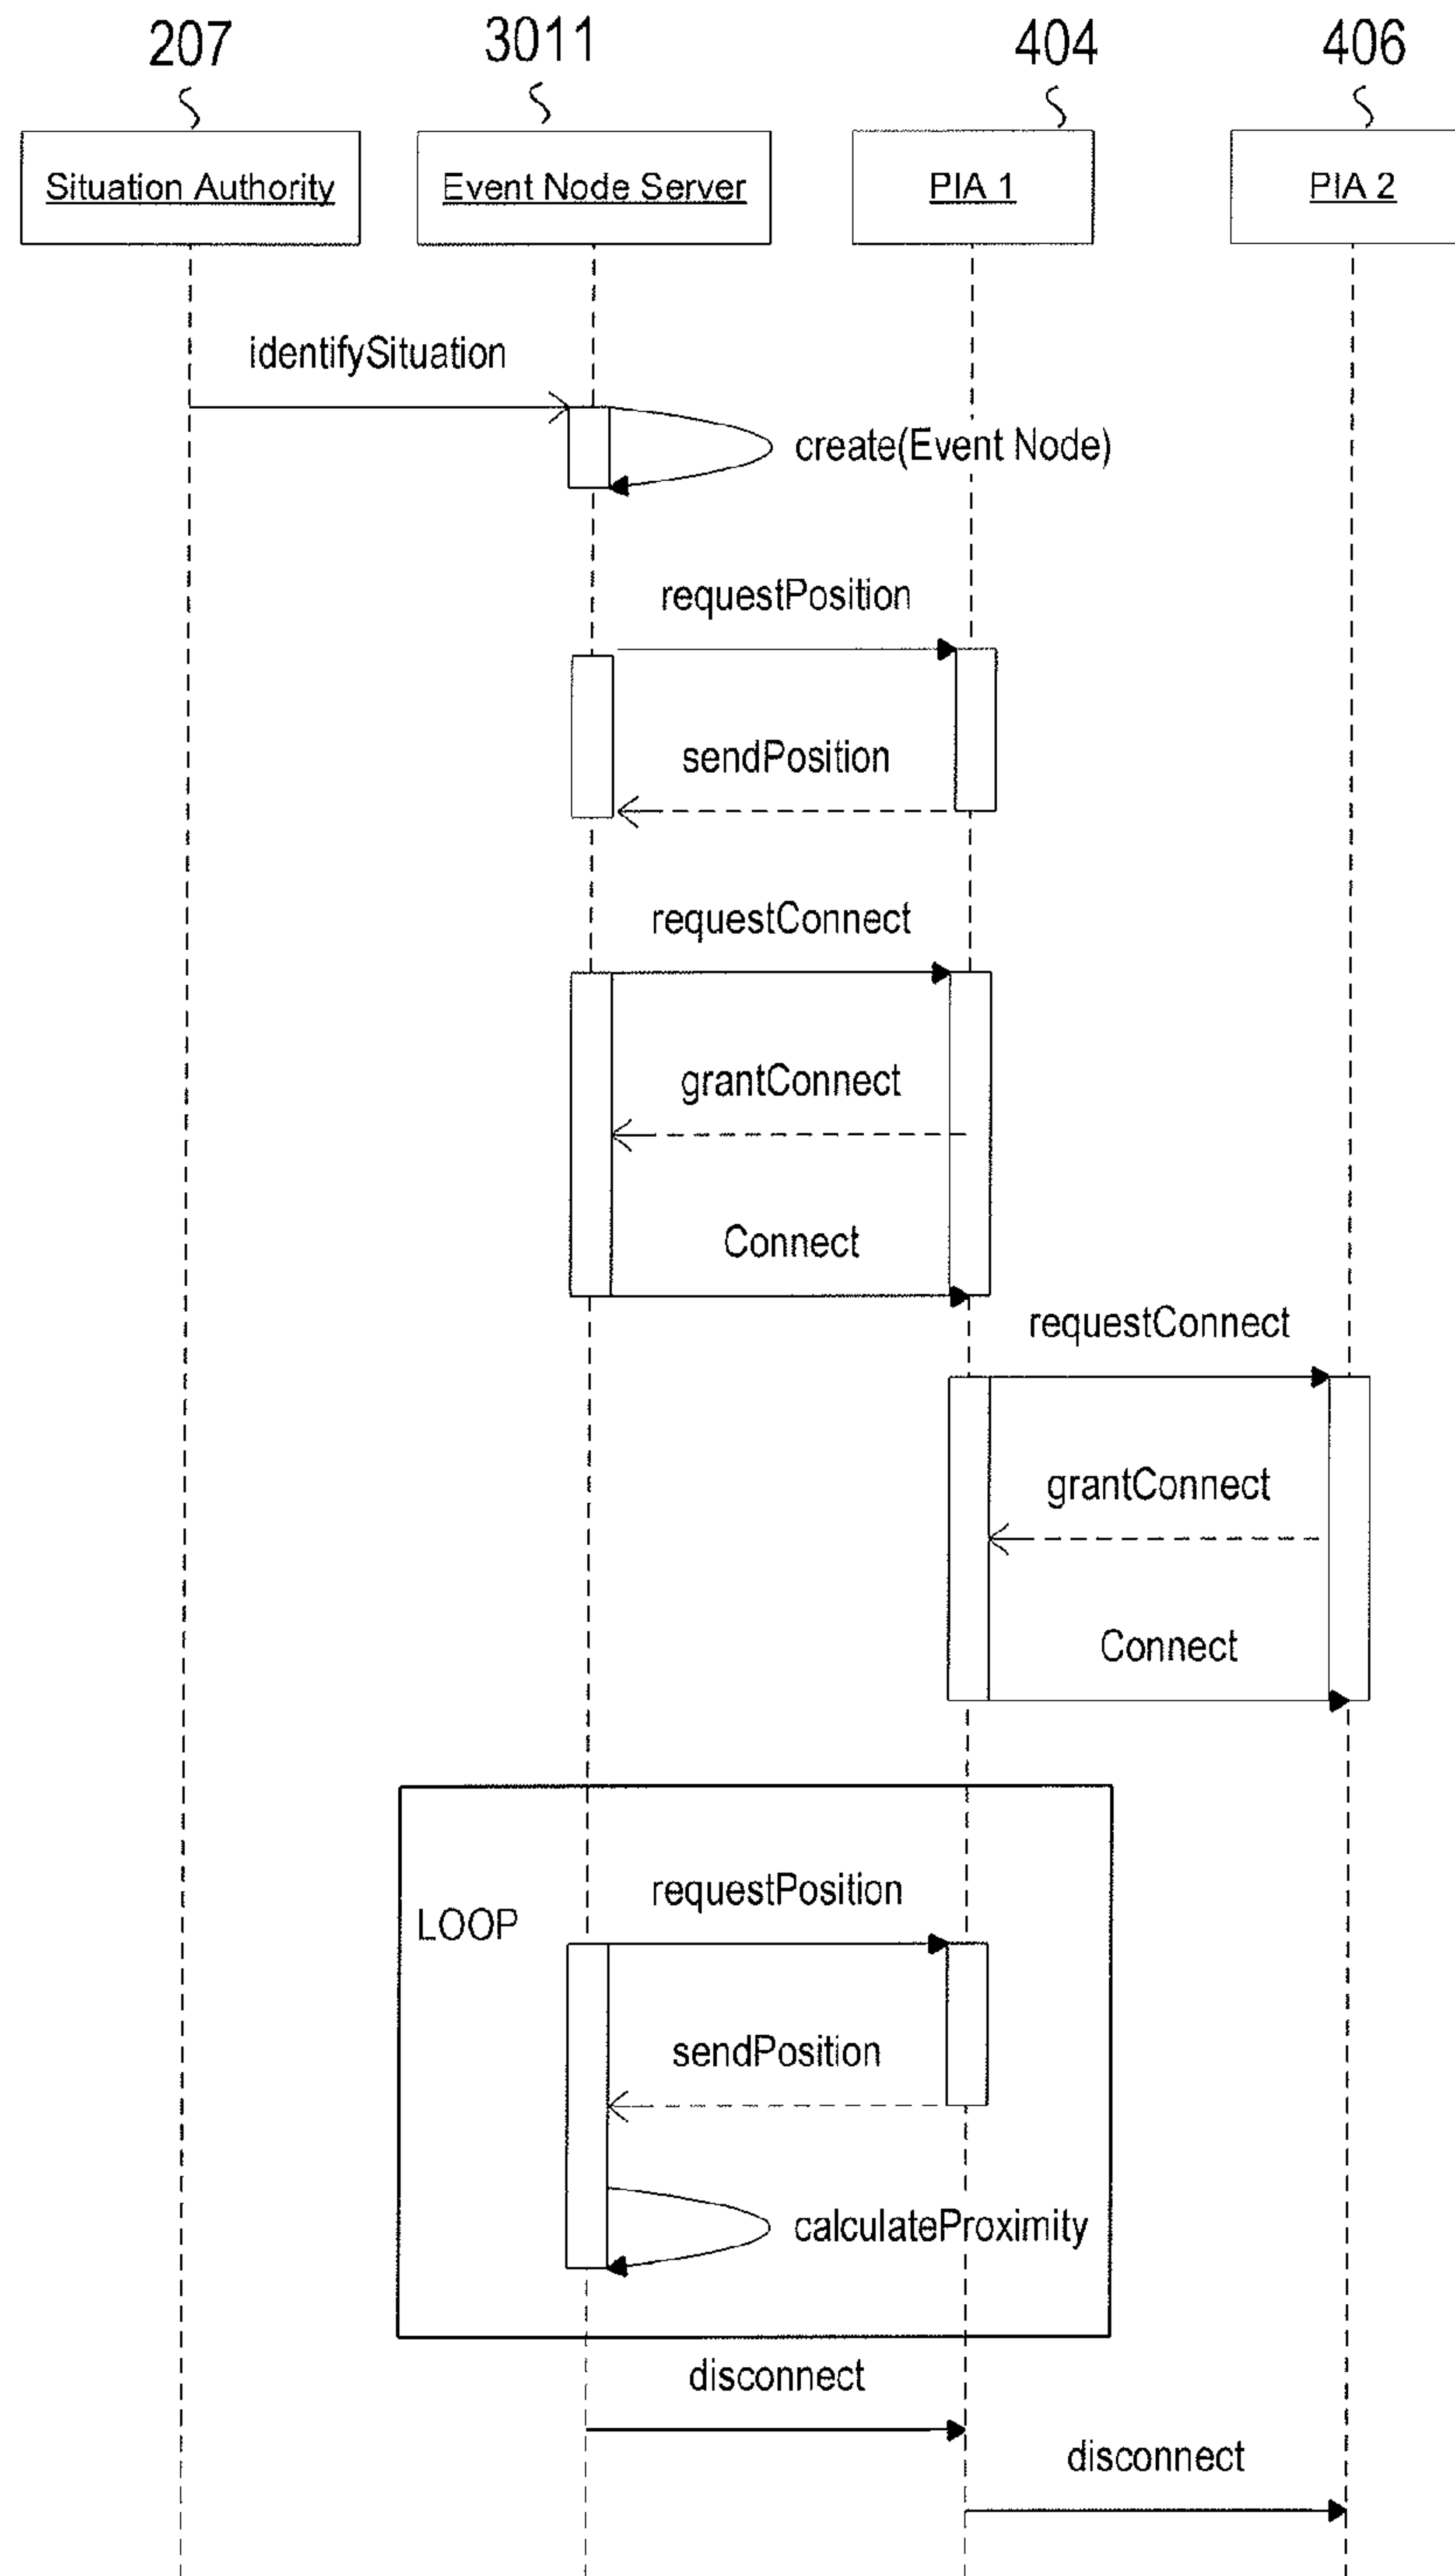 207 3011 404 406
Situation Authority Event Node Server PIA 1 PIA 2
identifySituation
create(Event Node)
requestPosition
sendPosition
requestConnect
grantConnect
Connect
requestConnect
grantConnect
Connect
requestPosition
LOOP
sendPosition
calculateProximity
disconnect
disconnect